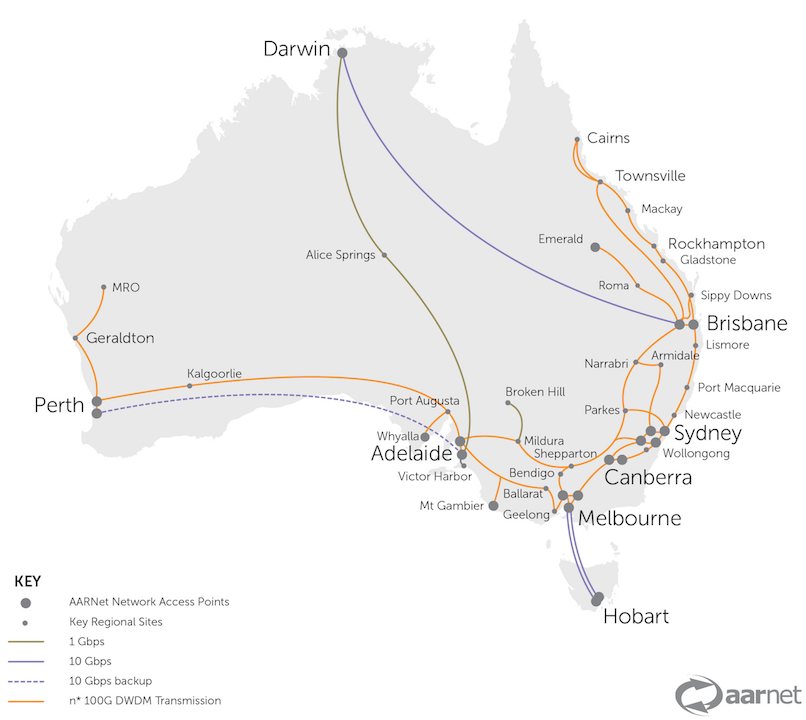 Darwin
Cairns
Townsville
Mackay
Emerald
Rockhampton
Alice Springs
Gladstone
Roma
MRO
Sippy Downs
Brisbane
Geraldton
Lismore
Armidale
Narrabri
Kalgoorlie
Port Macquarie
Broken Hill
Perth
Port Augusta
Parkes
Newcastle
Whyalla
Sydney
Mildura
Adelaide
Shepparton
Wollongong
Victor Harbor
Bendigo
Canberra
Ballarat
Mt Gambier
Geelong
Melbourne
Hobart
KEY
AARNet Network Access Points
Key Regional Sites
1 Gbps
10 Gbps
10 Gbps backup
n* 100G DWDM Transmission
aarnet